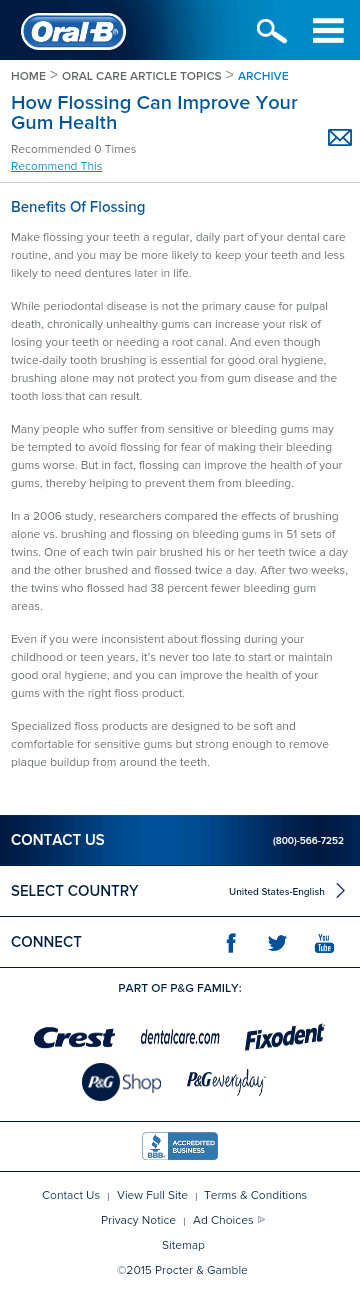 Oral-B®
HOME > ORAL CARE ARTICLE TOPICS > ARCHIVE
How Flossing Can Improve Your
Gum Health
Recommended 0 Times
Recommend This
Benefits Of Flossing
Make flossing your teeth a regular, daily part of your dental care
routine, and you may be more likely to keep your teeth and less
likely to need dentures later in life.
While periodontal disease is not the primary cause for pulpal
death, chronically unhealthy gums can increase your risk of
losing your teeth or needing a root canal. And even though
twice-daily tooth brushing is essential for good oral hygiene,
brushing alone may not protect you from gum disease and the
tooth loss that can result.
Many people who suffer from sensitive or bleeding gums may
be tempted to avoid flossing for fear of making their bleeding
gums worse. But in fact, flossing can improve the health of your
gums, thereby helping to prevent them from bleeding.
In a 2006 study, researchers compared the effects of brushing
alone vs. brushing and flossing on bleeding gums in 51 sets of
twins. One of each twin pair brushed his or her teeth twice a day
and the other brushed and flossed twice a day. After two weeks,
the twins who flossed had 38 percent fewer bleeding gum
areas.
Even if you were inconsistent about flossing during your
childhood or teen years, it's never too late to start or maintain
good oral hygiene, and you can improve the health of your
gums with the right floss product.
Specialized floss products are designed to be soft and
comfortable for sensitive gums but strong enough to remove
plaque buildup from around the teeth.
CONTACT US (800)-566-7252
SELECT COUNTRY United States-English
CONNECT You Tube
PART OF P&G FAMILY:
Crest dentalcare.com Fixodent
P&G Shop P&G everyday
BBB. ACCREDITED BUSINESS
Contact Us | View Full Site | Terms & Conditions
Privacy Notice | Ad Choices
Sitemap
©2015 Procter & Gamble